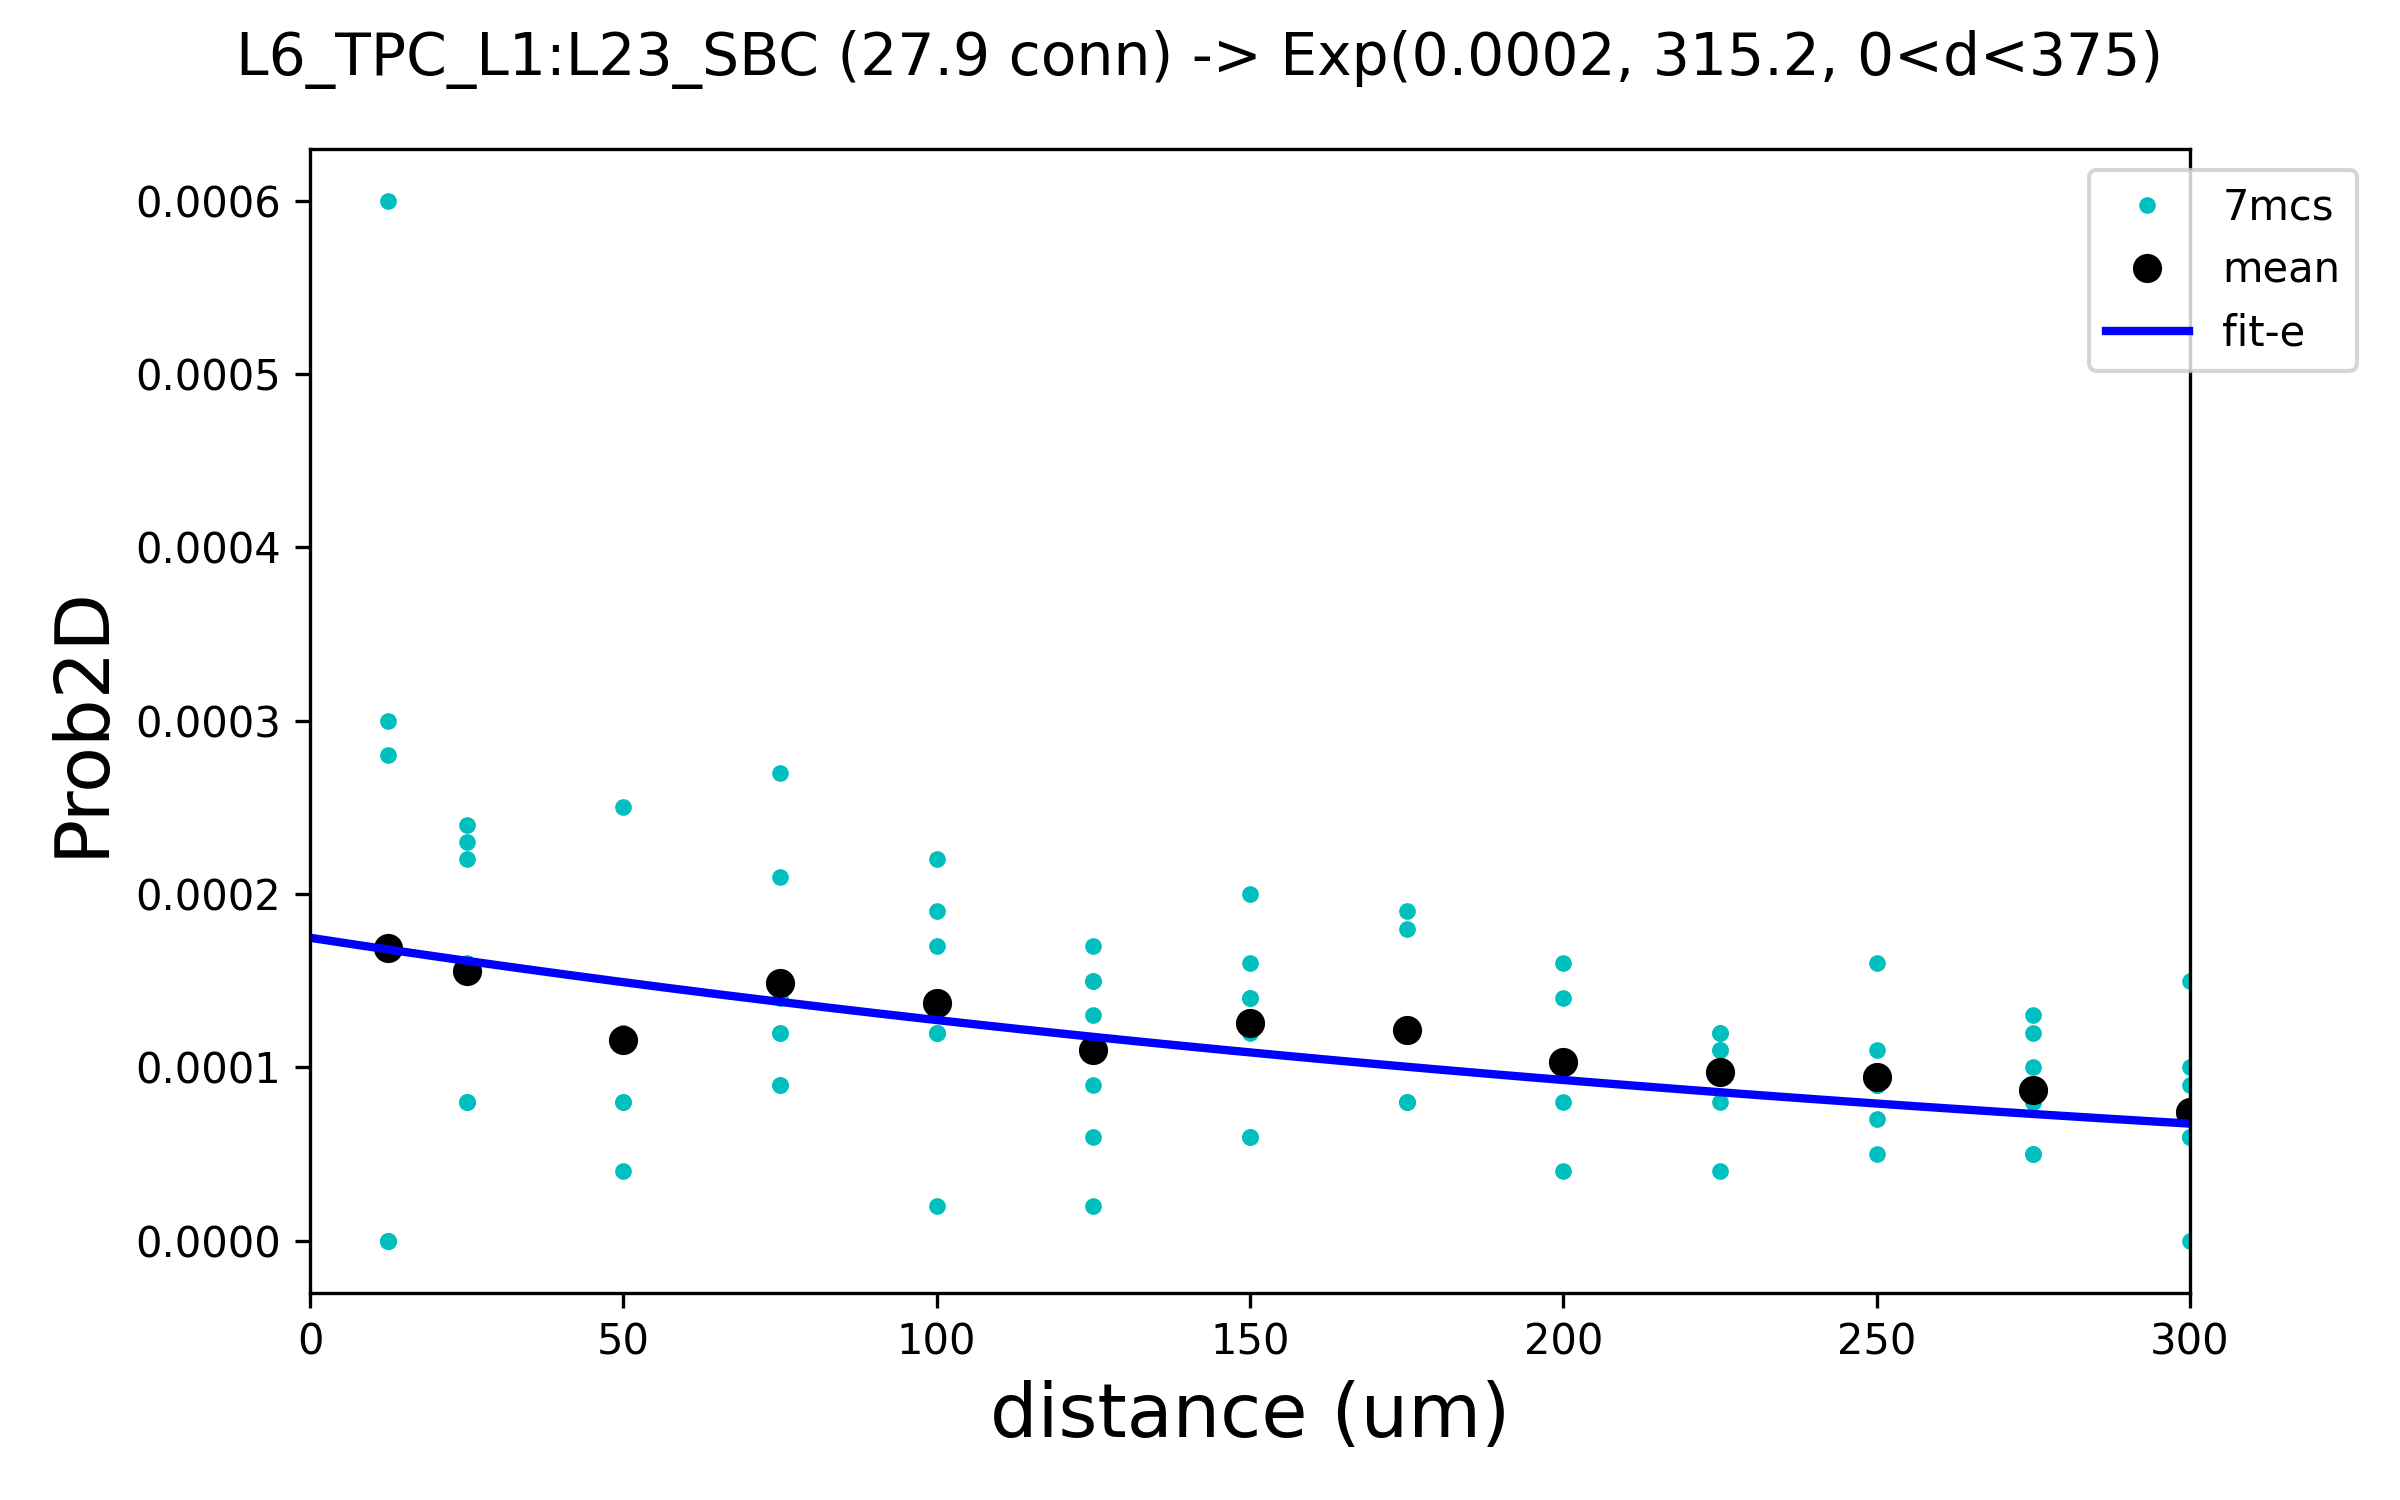 L6_TPC_L1:L23_SBC (27.9 conn) -> Exp(0.0002, 315.2, 0<d<375)
7mcs
mean
fit-e
Prob2D
0.0006
0.0005
0.0004
0.0003
0.0002
0.0001
0.0000
0 50 100 150 200 250 300
distance (um)